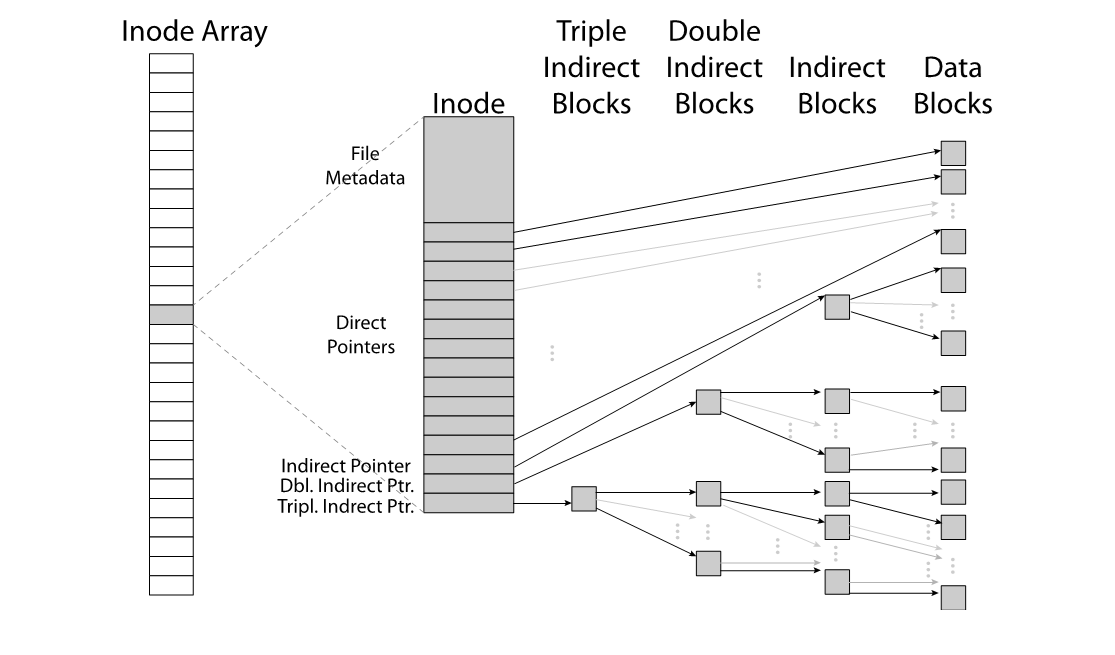 Inode Array
Triple
Indirect
Blocks
Double
Indirect
Blocks
Indirect
Blocks
Data
Blocks
Inode
File
Metadata
Direct
Pointers
Indirect Pointer
Dbl. Indirect Ptr.
Tripl. Indrect Ptr.